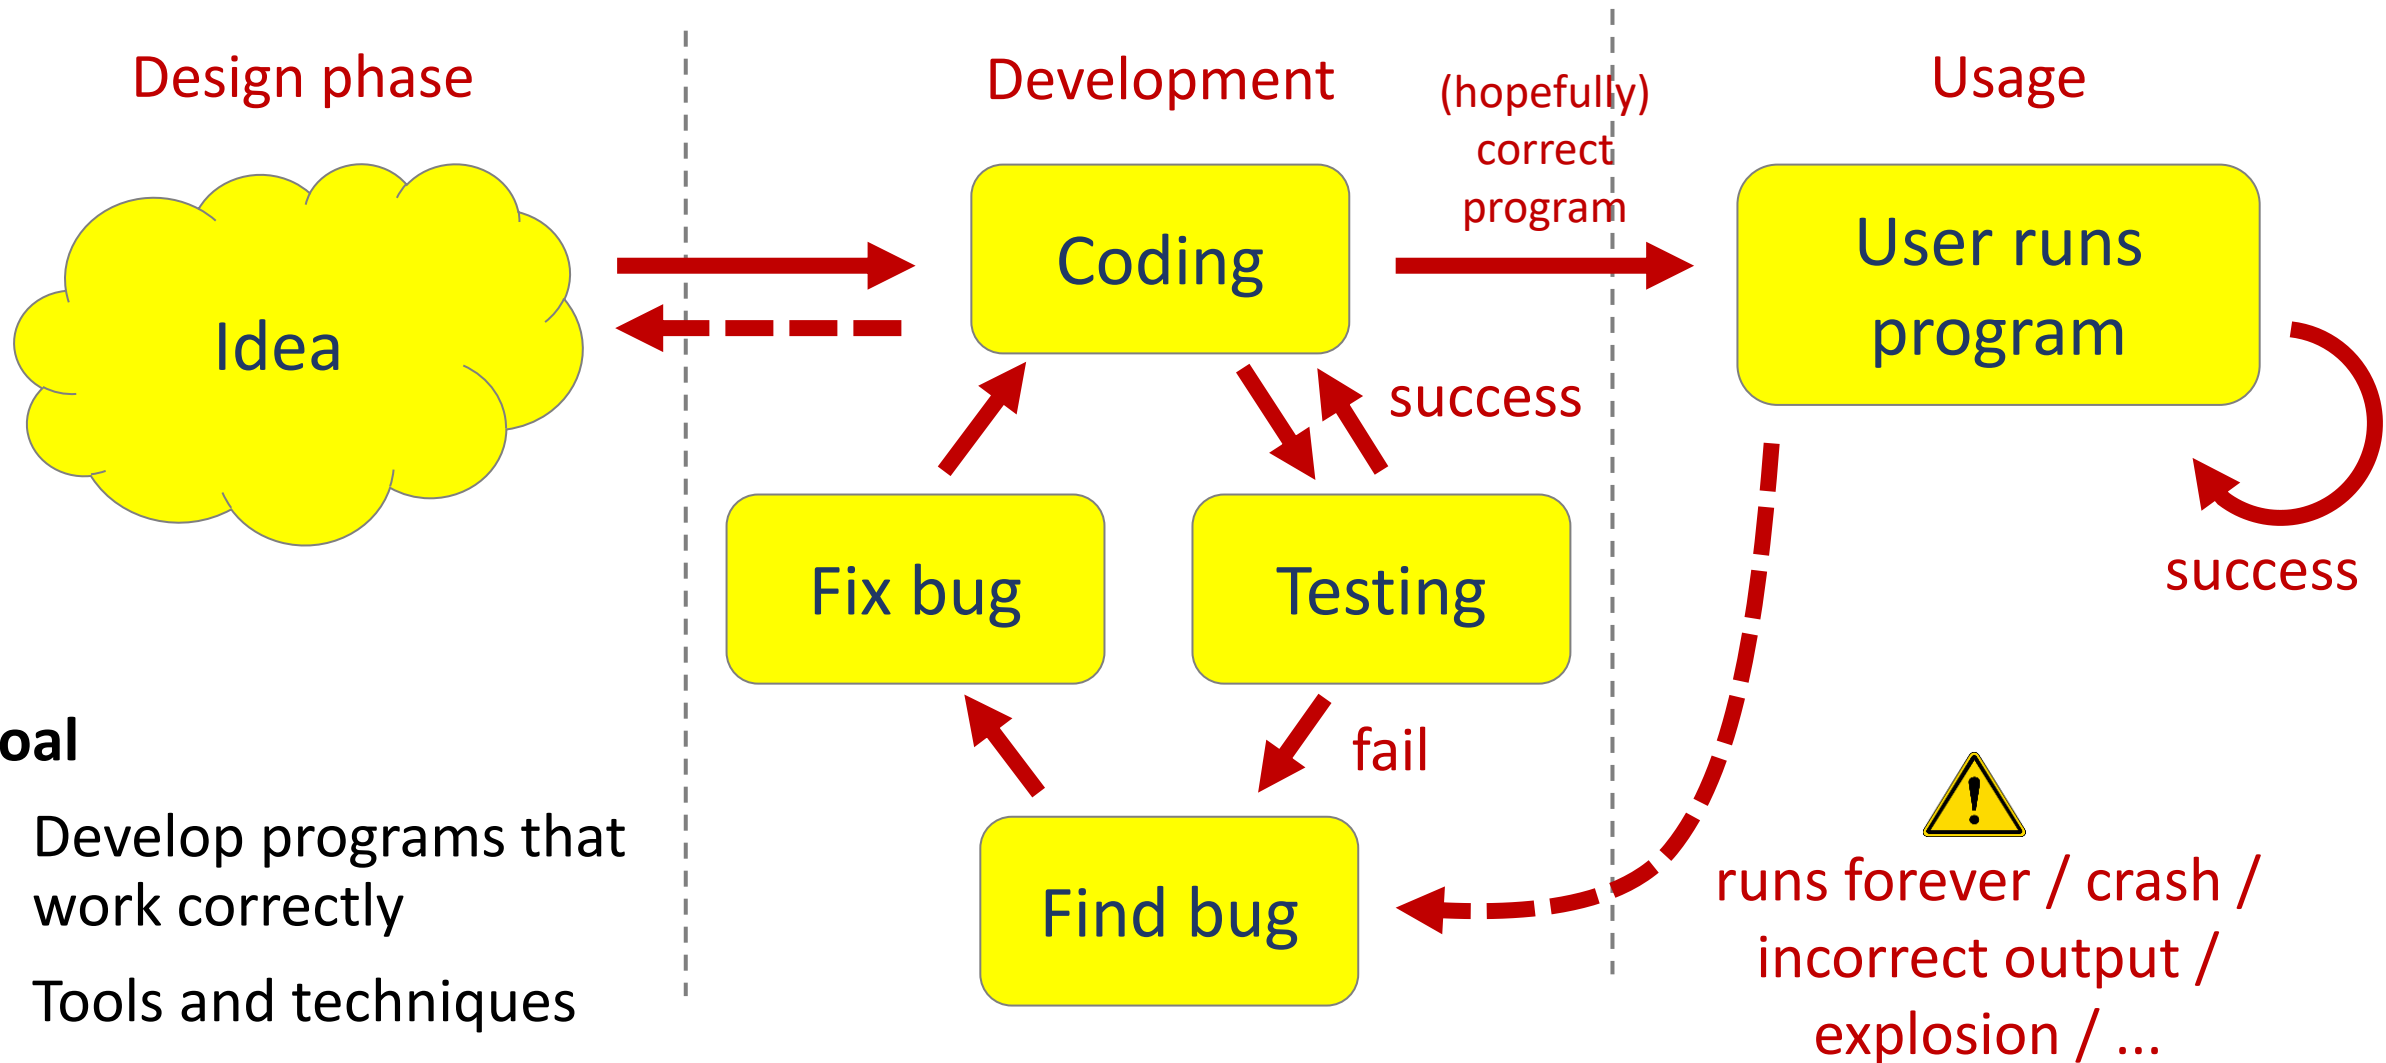 Design phase
Development
(hopefully)
correct
program
Usage
Idea
Coding
User runs
program
success
Fix bug
Testing
success
fail
Find bug
oal
Develop programs that
work correctly
Tools and techniques
runs forever / crash /
incorrect output /
explosion / ...